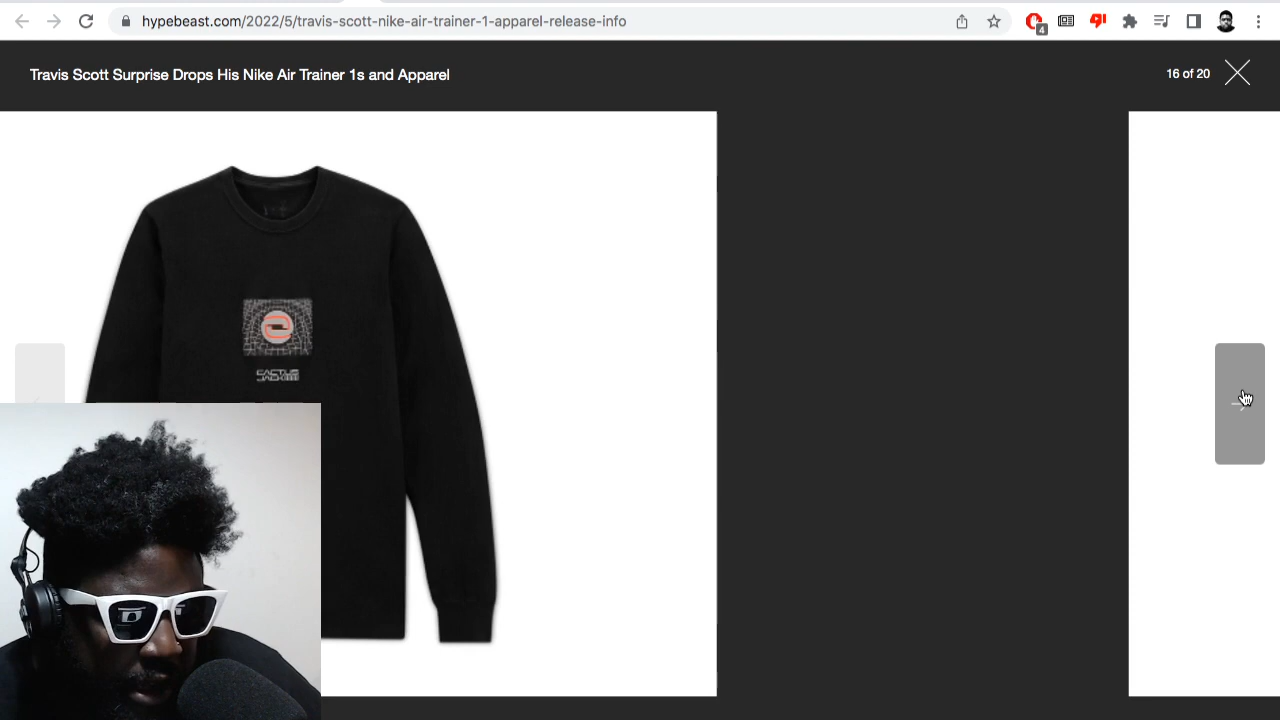 hypebeast.com/2022/5/travis-scott-nike-air-trainer-1-apparel-release-info
4
Travis Scott Surprise Drops His Nike Air Trainer 1s and Apparel
16 of 20
CACTUS
JACK